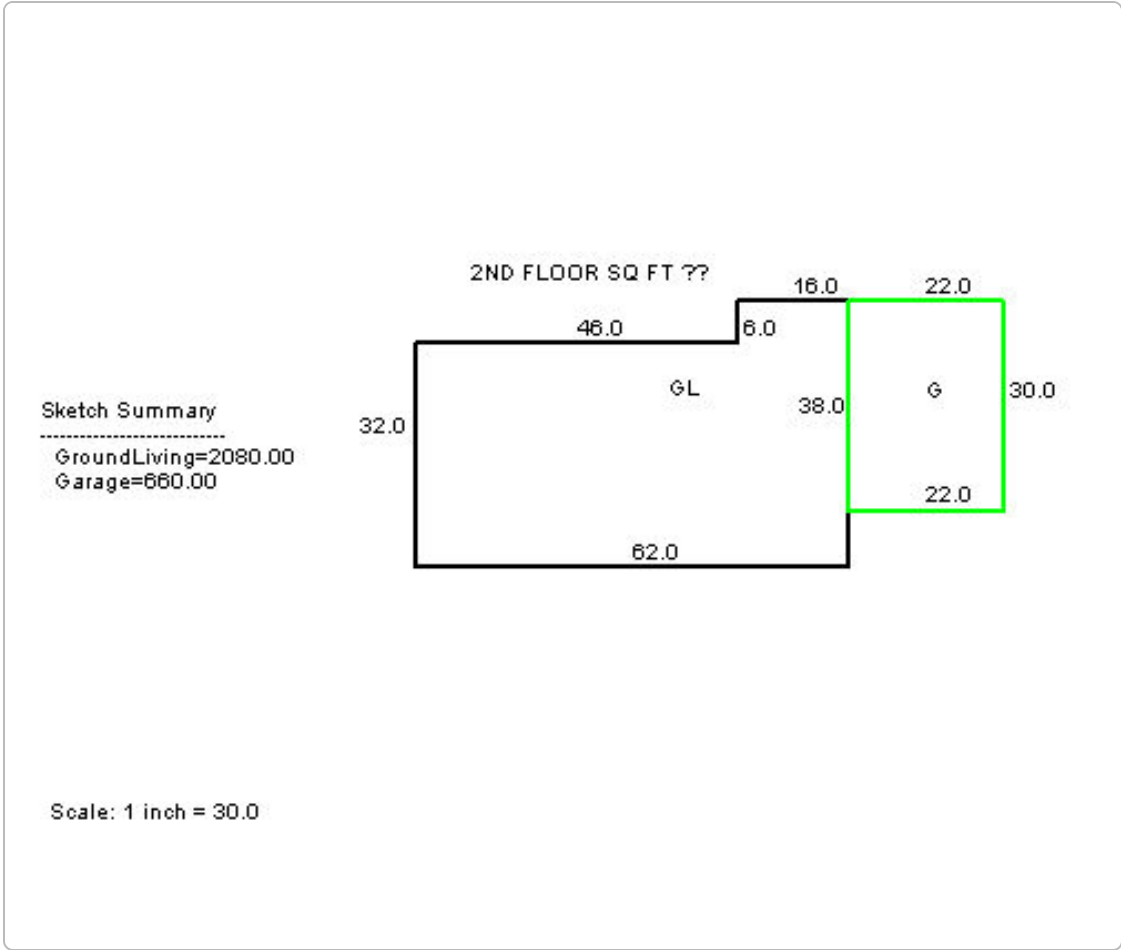 2ND FLOOR SQ FT ??
16.0
22.0
46.0
6.0
GL
G
30.0
38.0
Sketch Summary
GroundLiving=2080.00
Garage=660.00
32.0
22.0
62.0
Scale: 1 inch = 30.0